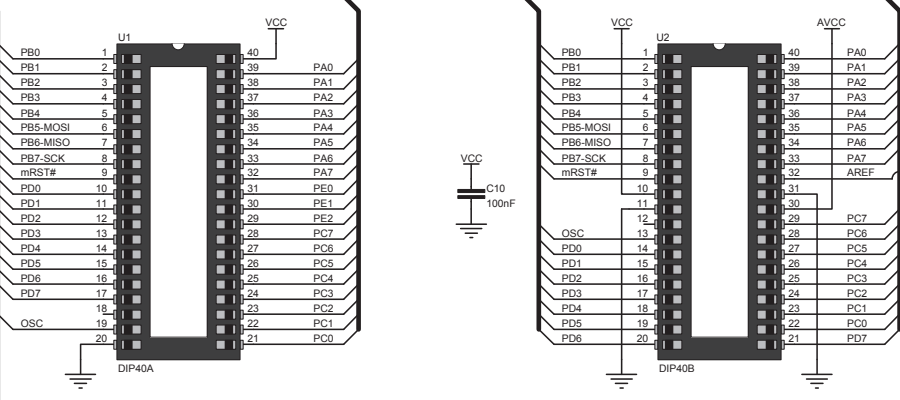 VCC
U1
PB0 1 40
PB1 2 39 PA0
PB2 3 38 PA1
PB3 4 37 PA2
PB4 5 36 PA3
PB5-MOSI 6 35 PA4
PB6-MISO 7 34 PA5
PB7-SCK 8 33 PA6
mRST# 9 32 PA7
PD0 10 31 PE0
PD1 11 30 PE1
PD2 12 29 PE2
PD3 13 28 PC7
PD4 14 27 PC6
PD5 15 26 PC5
PD6 16 25 PC4
PD7 17 24 PC3
18 23 PC2
OSC 19 22 PC1
20 21 PC0
DIP40A
VCC
C10
100nF
VCC AVCC
U2
PB0 1 40 PA0
PB1 2 39 PA1
PB2 3 38 PA2
PB3 4 37 PA3
PB4 5 36 PA4
PB5-MOSI 6 35 PA5
PB6-MISO 7 34 PA6
PB7-SCK 8 33 PA7
mRST# 9 32 AREF
10 31
11 30
12 29 PC7
OSC 13 28 PC6
PD0 14 27 PC5
PD1 15 26 PC4
PD2 16 25 PC3
PD3 17 24 PC2
PD4 18 23 PC1
PD5 19 22 PC0
PD6 20 21 PD7
DIP40B